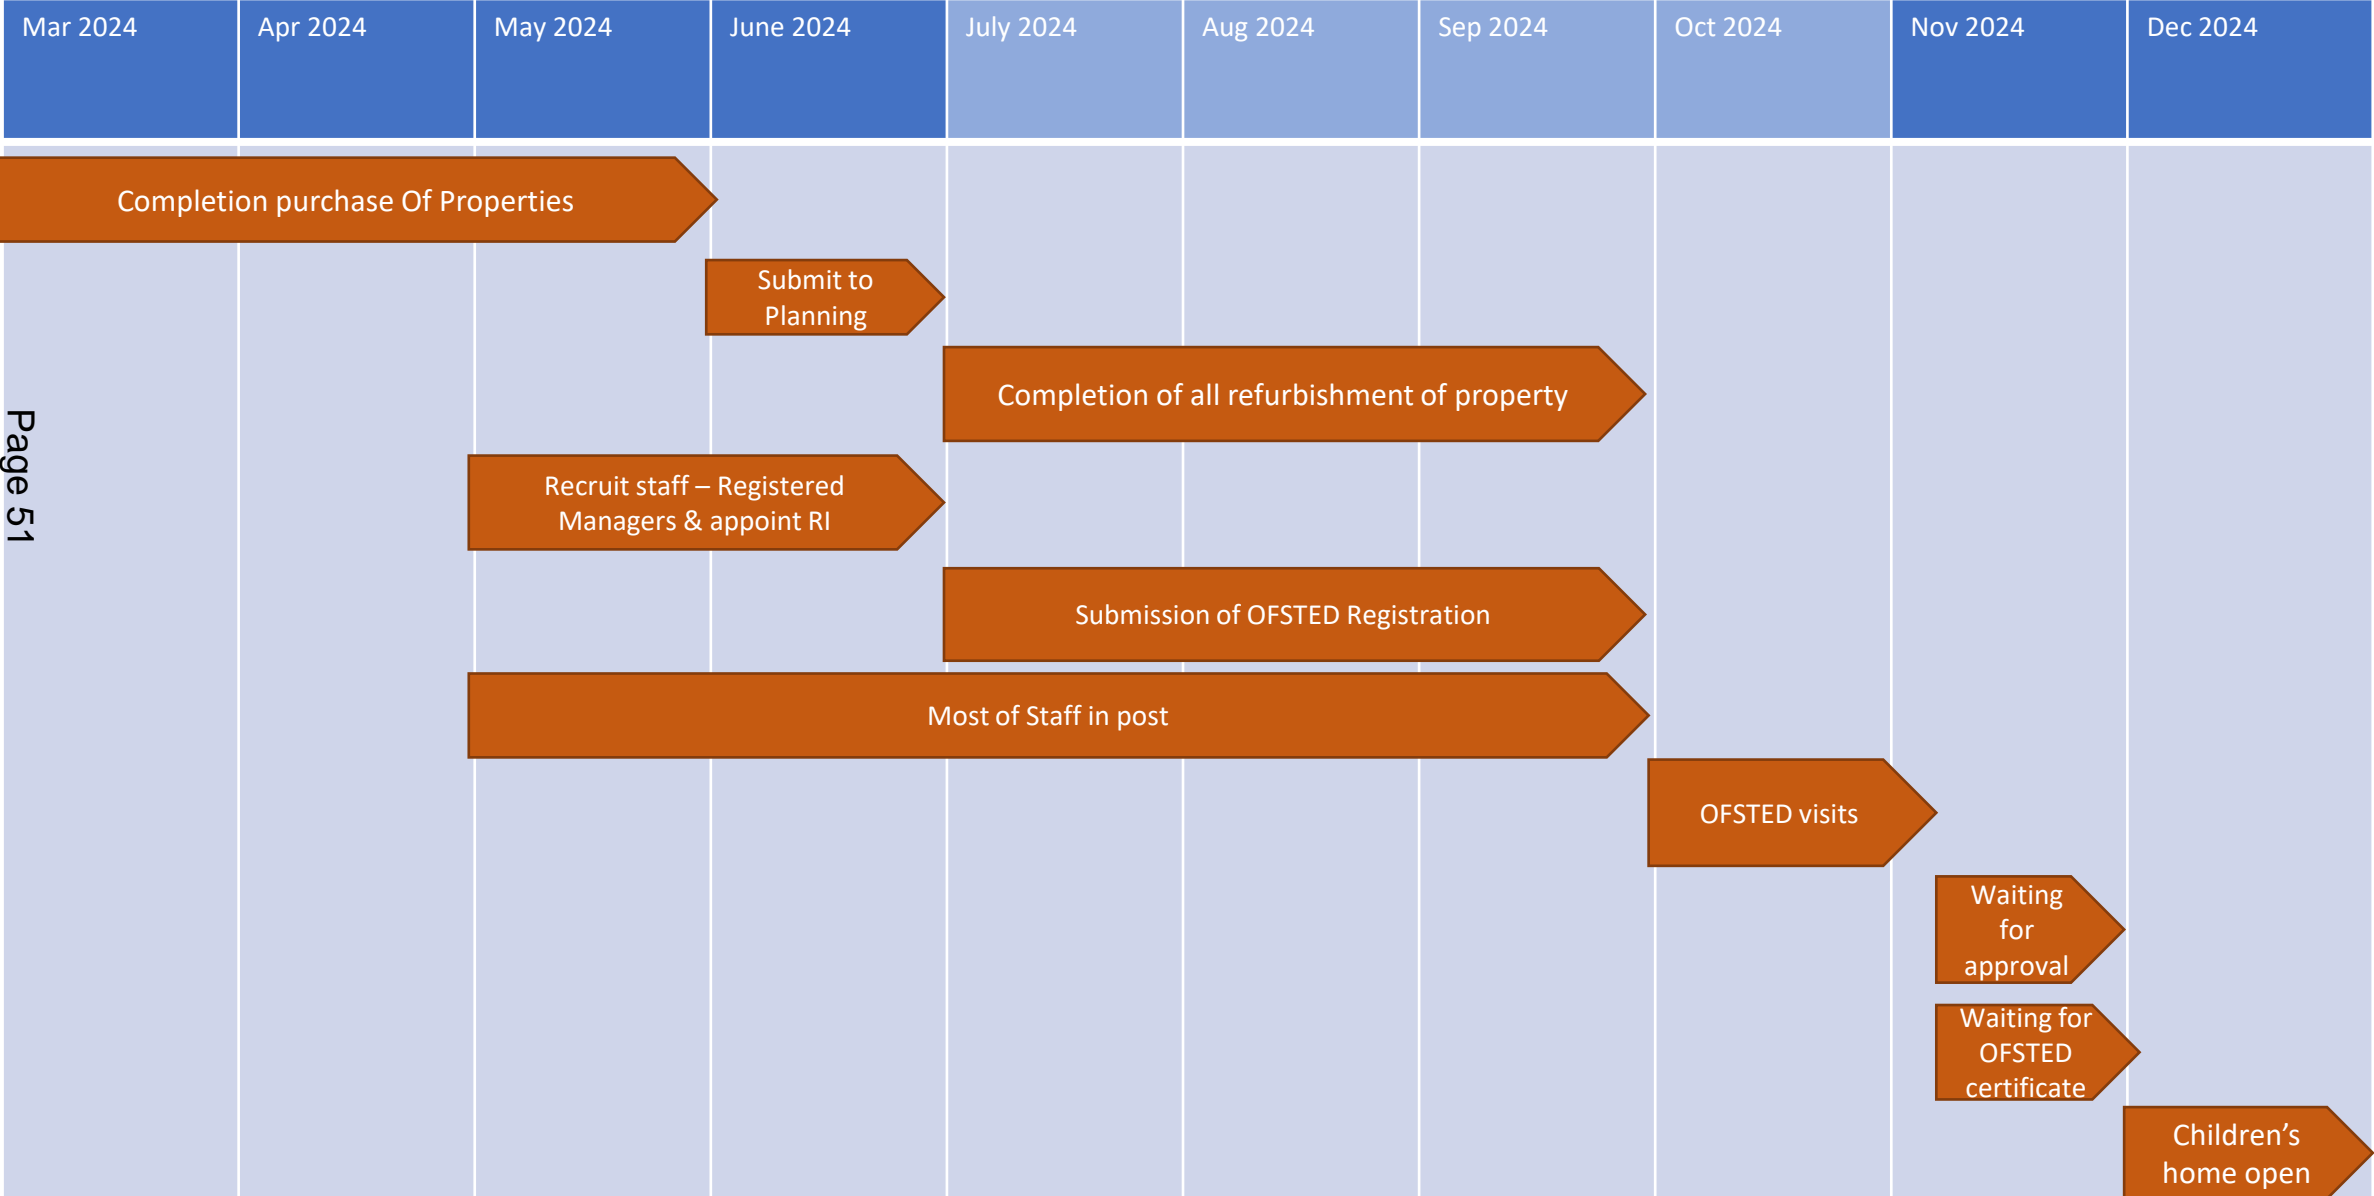 Mar 2024
Apr 2024
May 2024
June 2024
July 2024
Aug 2024
Sep 2024
Oct 2024
Nov 2024
Dec 2024
Completion purchase Of Properties
Submit to
Planning
Completion of all refurbishment of property
Page 51
Recruit staff – Registered
Managers & appoint RI
Submission of OFSTED Registration
Most of Staff in post
OFSTED visits
Waiting
for
approval
Waiting for
OFSTED
certificate
Children’s
home open